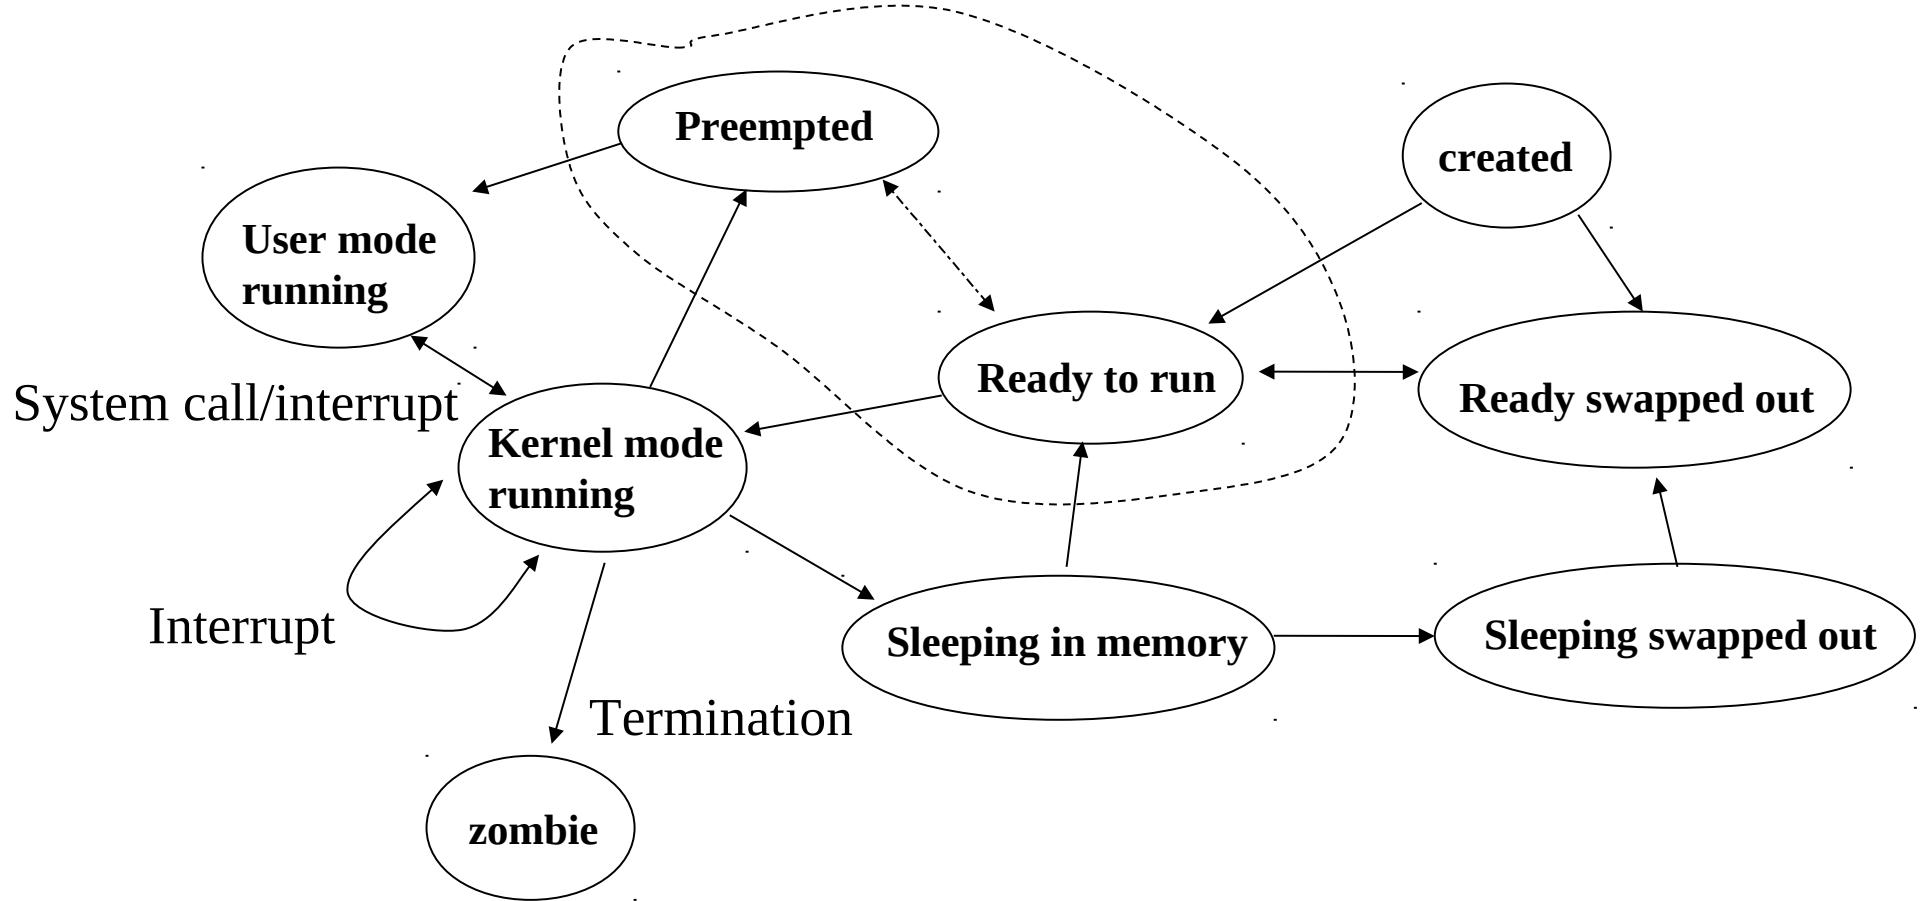 Preempted
created
User mode
running
Ready to run
Ready swapped out
System call/interrupt
Kernel mode
running
Interrupt
Sleeping in memory
Sleeping swapped out
Termination
zombie